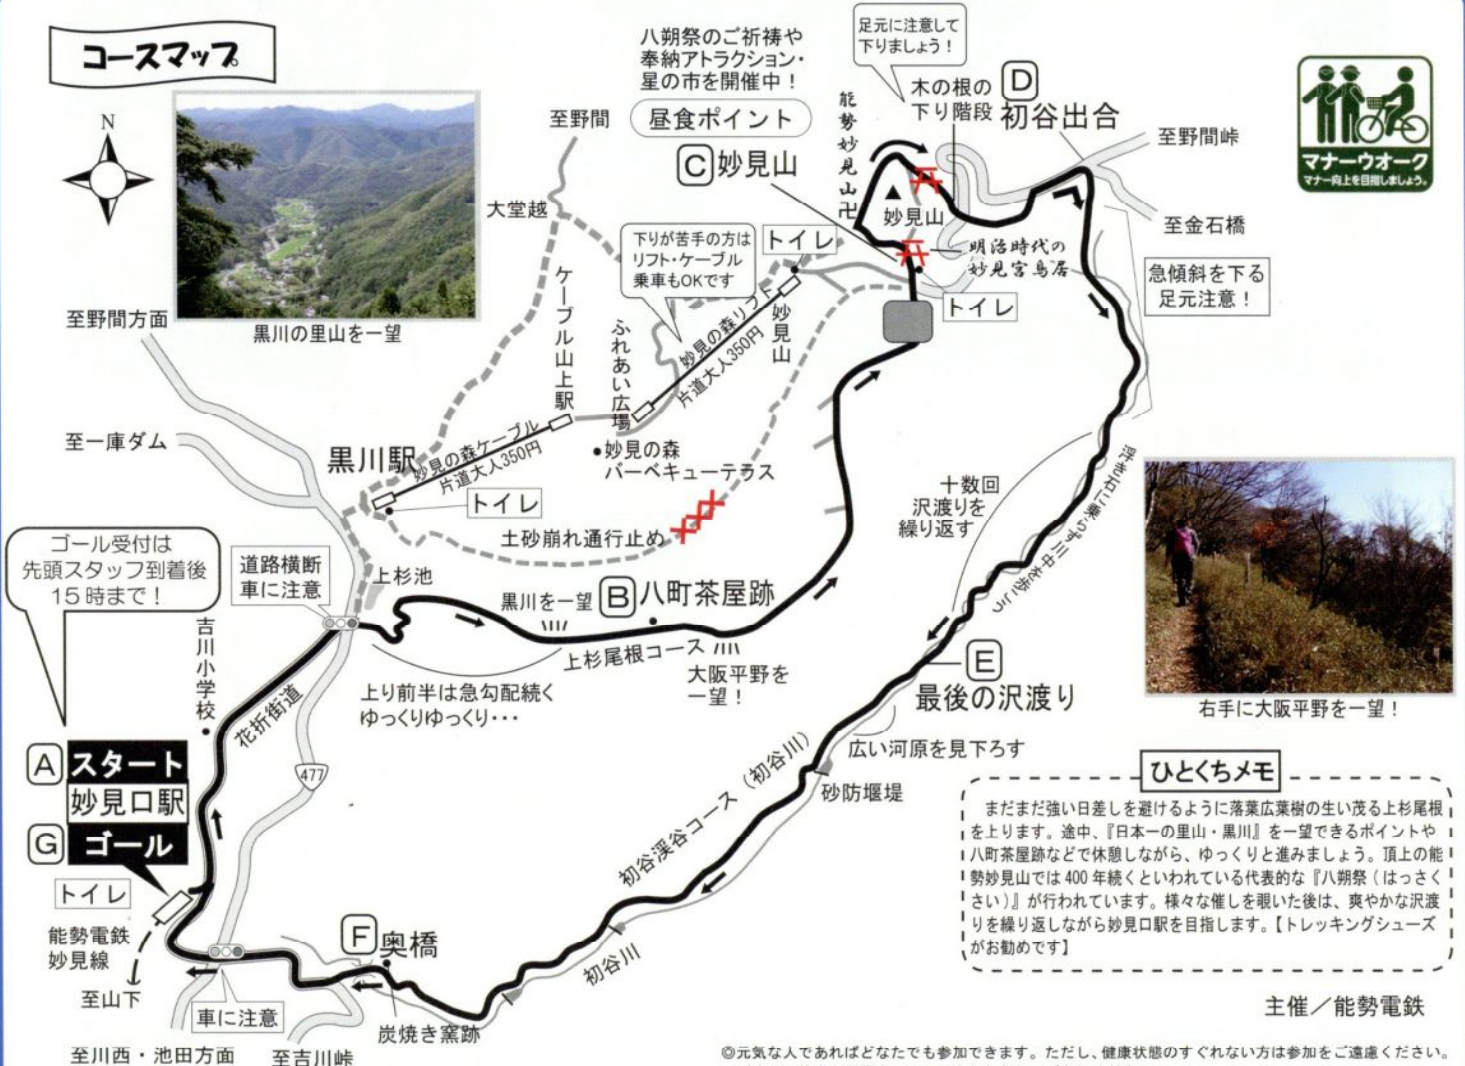 コースマップ
N
黒川の里山を一望
八朔祭のご祈祷や
奉納アトラクション・
星の市を開催中！
昼食ポイント
C 妙見山
足元に注意して
下りましょう！
木の根の
下り階段
D
初谷出合
至野間峠
至金石橋
マナーウオーク
マナー向上を目指しましょう。
至野間
大堂越
能勢妙見山卍
妙見山
明治時代の
妙見宮鳥居
トイレ
トイレ
急傾斜を下る
足元注意！
下りが苦手の方は
リフト・ケーブル
乗車もOKです
妙見の森リフト
片道大人350円
妙見山
ふれあい広場
ケーブル山上駅
至野間方面
至一庫ダム
黒川駅
妙見の森ケーブル
片道大人350円
妙見の森
バーベキューテラス
トイレ
土砂崩れ通行止め
十数回
沢渡りを
繰り返す
浮き石に乗らず川中を歩こう
ゴール受付は
先頭スタッフ到着後
15時まで！
道路横断
車に注意
上杉池
黒川を一望
B 八町茶屋跡
上杉尾根コース
大阪平野を
一望！
上り前半は急勾配続く
ゆっくりゆっくり・・・
吉川小学校
花折街道
477
E
最後の沢渡り
広い河原を見下ろす
砂防堰堤
初谷渓谷コース（初谷川）
初谷川
右手に大阪平野を一望！
A スタート
妙見口駅
G ゴール
トイレ
能勢電鉄
妙見線
至山下
F 奥橋
炭焼き窯跡
車に注意
至川西・池田方面
至吉川峠
ひとくちメモ
まだまだ強い日差しを避けるように落葉広葉樹の生い茂る上杉尾根
を上ります。途中、『日本一の里山・黒川』を一望できるポイントや
八町茶屋跡などで休憩しながら、ゆっくりと進みましょう。頂上の能
勢妙見山では400年続くといわれている代表的な『八朔祭（はっさく
さい）』が行われています。様々な催しを覗いた後は、爽やかな沢渡
りを繰り返しながら妙見口駅を目指します。【トレッキングシューズ
がお勧めです】
主催／能勢電鉄
◎元気な人であればどなたでも参加できます。ただし、健康状態のすぐれない方は参加をご遠慮ください。